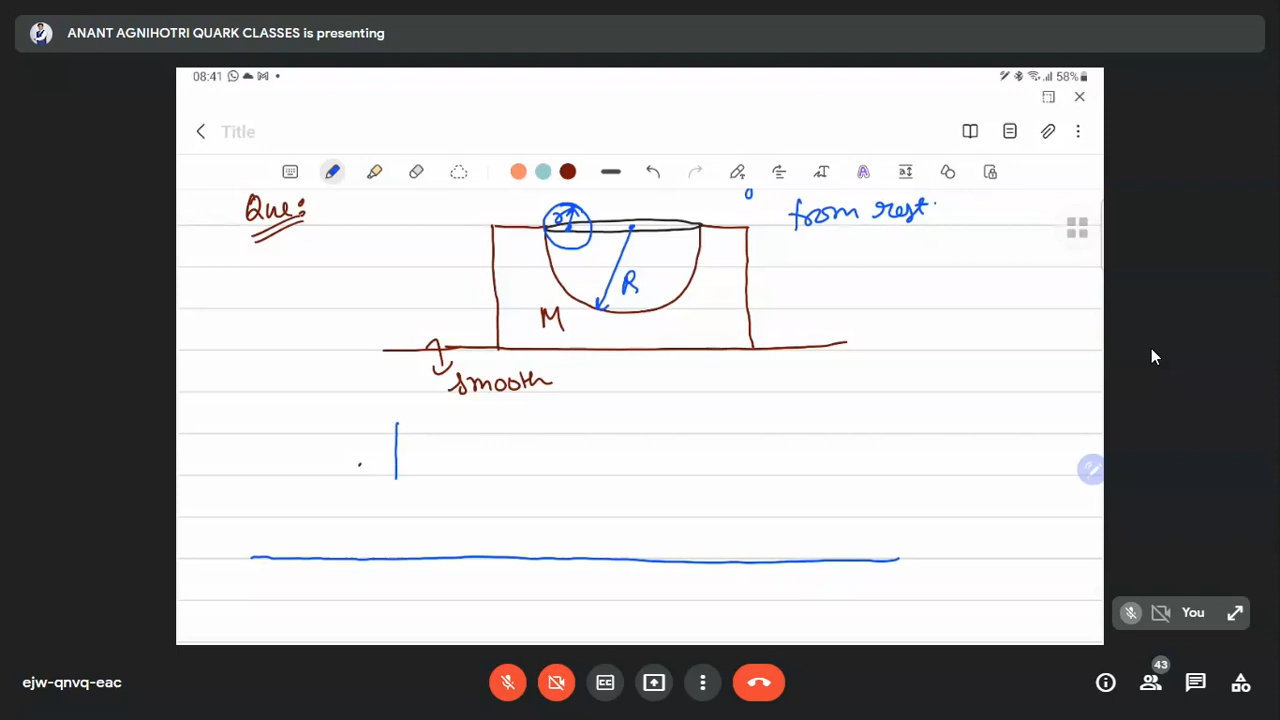 ANANT AGNIHOTRI QUARK CLASSES is presenting
08:41
58%
Title
Que:
from rest.
r
R
M
smooth
You
ejw-qnvq-eac
43